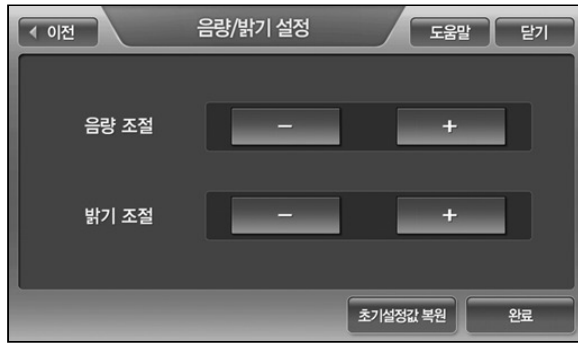 이전 음량/밝기 설정 도움말 닫기
음량 조절 − +
밝기 조절 − +
초기설정값 복원 완료